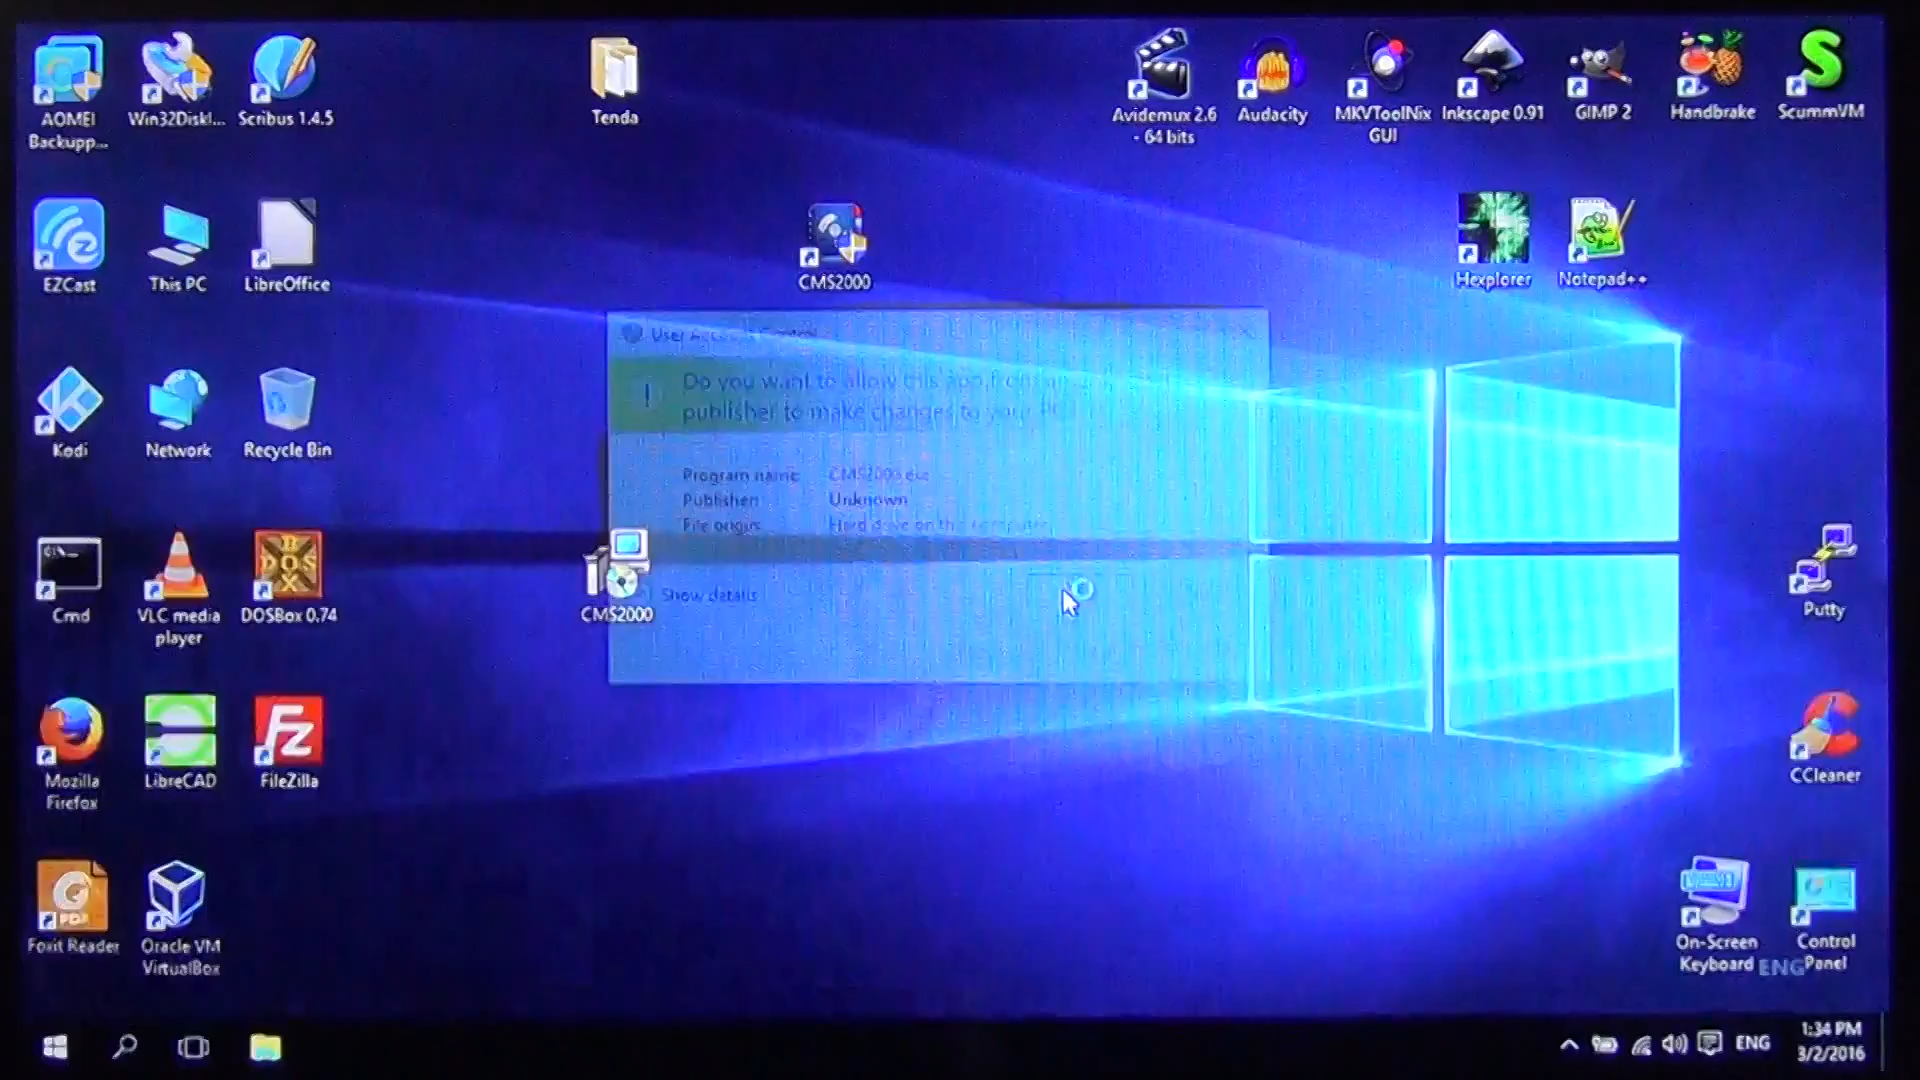 AOMEI
Backupp...
Win32DiskI...
Scribus 1.4.5
Tenda
Avidemux 2.6
- 64 bits
Audacity
MKVToolNix
GUI
Inkscape 0.91
GIMP 2
Handbrake
ScummVM
EZCast
This PC
LibreOffice
CMS2000
Hexplorer
Notepad++
User Account Control
Do you want to allow this app from an
publisher to make changes to your PC
Program name: CMS2000.exe
Publisher: Unknown
File origin: Hard drive on this computer
Show details
Kodi
Network
Recycle Bin
Cmd
VLC media
player
DOSBox 0.74
CMS2000
Putty
Mozilla
Firefox
LibreCAD
FileZilla
CCleaner
Foxit Reader
Oracle VM
VirtualBox
On-Screen
Keyboard
Control
Panel
ENG
ENG
1:34 PM
3/2/2016